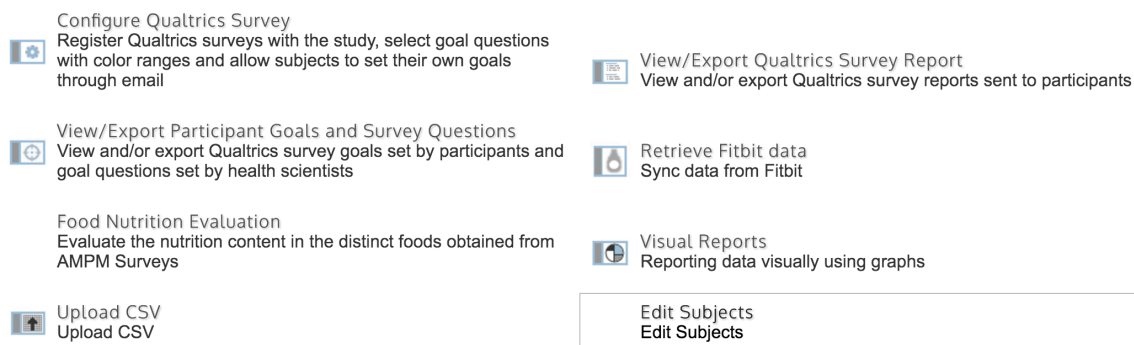 Configure Qualtrics Survey
Register Qualtrics surveys with the study, select goal questions
with color ranges and allow subjects to set their own goals
through email
View/Export Qualtrics Survey Report
View and/or export Qualtrics survey reports sent to participants
View/Export Participant Goals and Survey Questions
View and/or export Qualtrics survey goals set by participants and
goal questions set by health scientists
Retrieve Fitbit data
Sync data from Fitbit
Food Nutrition Evaluation
Evaluate the nutrition content in the distinct foods obtained from
AMPM Surveys
Visual Reports
Reporting data visually using graphs
Upload CSV
Upload CSV
Edit Subjects
Edit Subjects